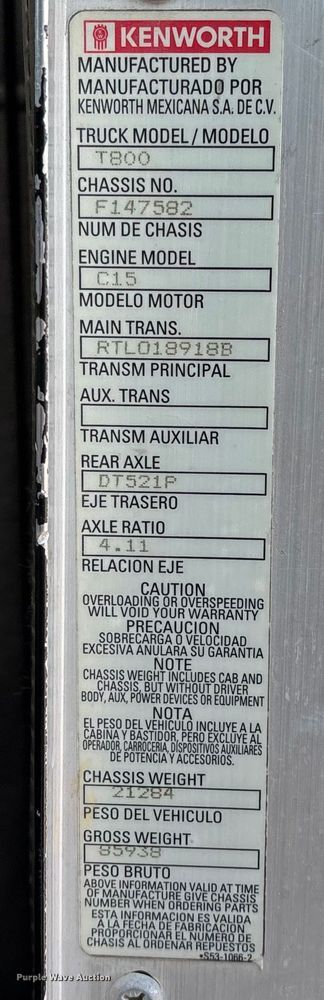 KENWORTH
MANUFACTURED BY
MANUFACTURADO POR
KENWORTH MEXICANA S.A. DE C.V.
TRUCK MODEL / MODELO
T800
CHASSIS NO.
F147582
NUM DE CHASIS
ENGINE MODEL
C15
MODELO MOTOR
MAIN TRANS.
RTLO18918B
TRANSM PRINCIPAL
AUX. TRANS
TRANSM AUXILIAR
REAR AXLE
DT521P
EJE TRASERO
AXLE RATIO
4.11
RELACION EJE
CAUTION
OVERLOADING OR OVERSPEEDING
WILL VOID YOUR WARRANTY
PRECAUCION
SOBRECARGA O VELOCIDAD
EXCESIVA ANULARA SU GARANTIA
NOTE
CHASSIS WEIGHT INCLUDES CAB AND
CHASSIS, BUT WITHOUT DRIVER
BODY, AUX, POWER DEVICES OR EQUIPMENT
NOTA
EL PESO DEL VEHICULO INCLUYE A LA
CABINA Y BASTIDOR, PERO EXCLUYE AL
OPERADOR, CARROCERIA, DISPOSITIVOS AUXILIARES
DE POTENCIA Y ACCESORIOS.
CHASSIS WEIGHT
21284
PESO DEL VEHICULO
GROSS WEIGHT
85938
PESO BRUTO
ABOVE INFORMATION VALID AT TIME
OF MANUFACTURE GIVE CHASSIS
NUMBER WHEN ORDERING PARTS
ESTA INFORMACION ES VALIDA
A LA FECHA DE FABRICACION
PROPORCIONAR EL NUMERO DE
CHASIS AL ORDENAR REPUESTOS
•S53-1066-2
Purple Wave Auction